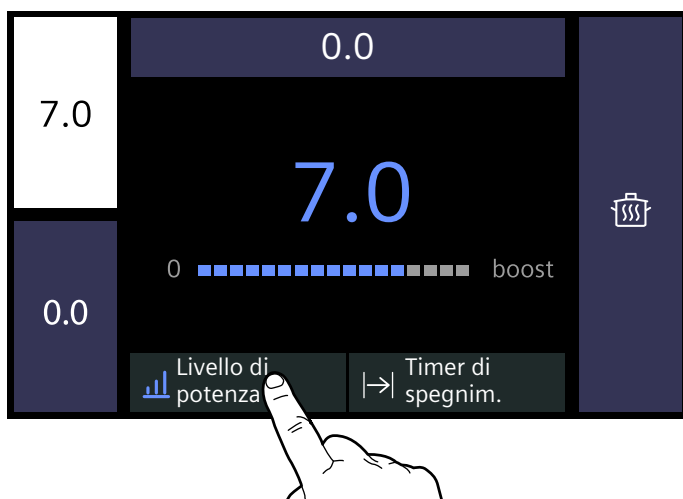 0.0
7.0
7.0
0 boost
0.0
Livello di
potenza
Timer di
spegnim.